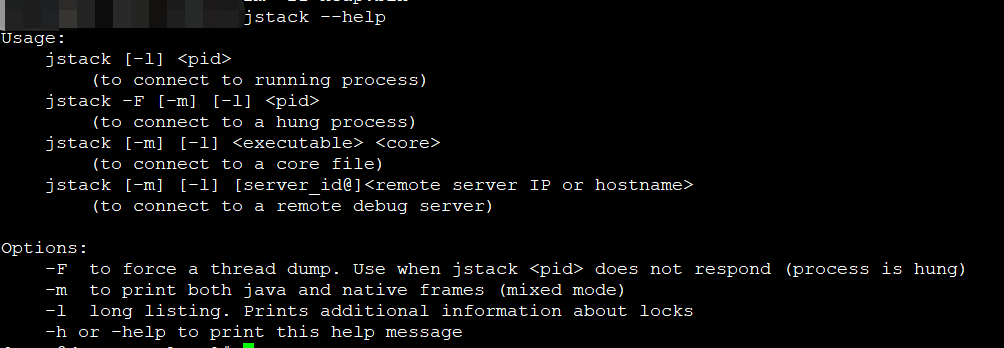 jstack --help
Usage:
    jstack [-l] <pid>
        (to connect to running process)
    jstack -F [-m] [-l] <pid>
        (to connect to a hung process)
    jstack [-m] [-l] <executable> <core>
        (to connect to a core file)
    jstack [-m] [-l] [server_id@]<remote server IP or hostname>
        (to connect to a remote debug server)

Options:
    -F  to force a thread dump. Use when jstack <pid> does not respond (process is hung)
    -m  to print both java and native frames (mixed mode)
    -l  long listing. Prints additional information about locks
    -h or -help to print this help message